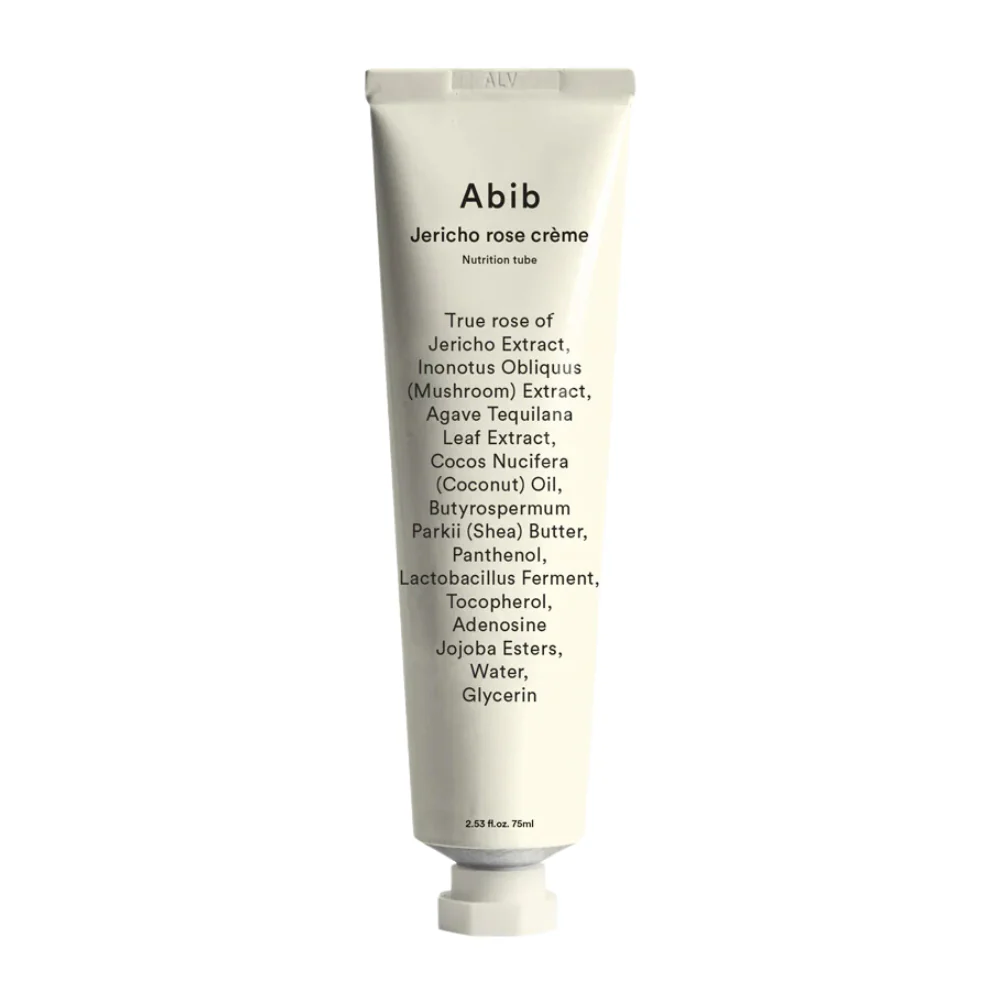 ALV
Abib
Jericho rose crème
Nutrition tube
True rose of
Jericho Extract,
Inonotus Obliquus
(Mushroom) Extract,
Agave Tequilana
Leaf Extract,
Cocos Nucifera
(Coconut) Oil,
Butyrospermum
Parkii (Shea) Butter,
Panthenol,
Lactobacillus Ferment,
Tocopherol,
Adenosine
Jojoba Esters,
Water,
Glycerin
2.53 fl.oz. 75ml